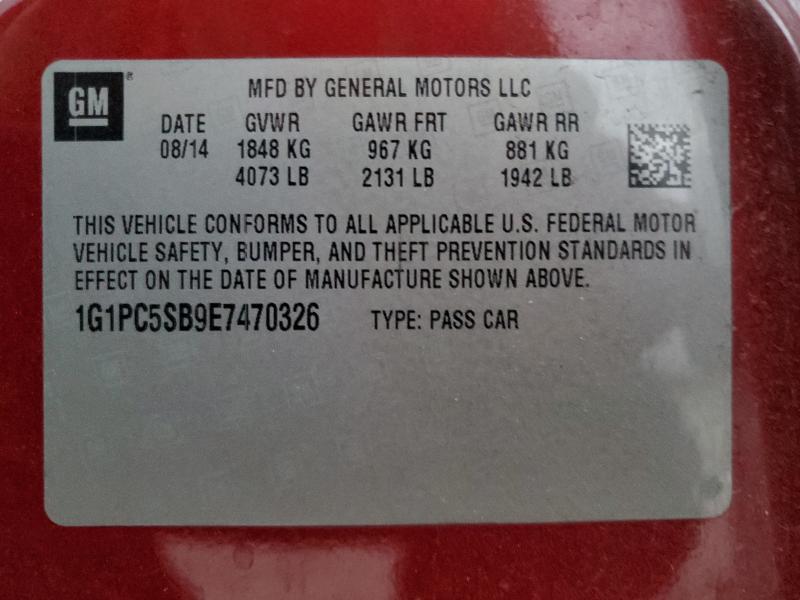 GM®
MFD BY GENERAL MOTORS LLC
DATE GVWR GAWR FRT GAWR RR
08/14 1848 KG 967 KG 881 KG
4073 LB 2131 LB 1942 LB
THIS VEHICLE CONFORMS TO ALL APPLICABLE U.S. FEDERAL MOTOR
VEHICLE SAFETY, BUMPER, AND THEFT PREVENTION STANDARDS IN
EFFECT ON THE DATE OF MANUFACTURE SHOWN ABOVE.
1G1PC5SB9E7470326 TYPE: PASS CAR